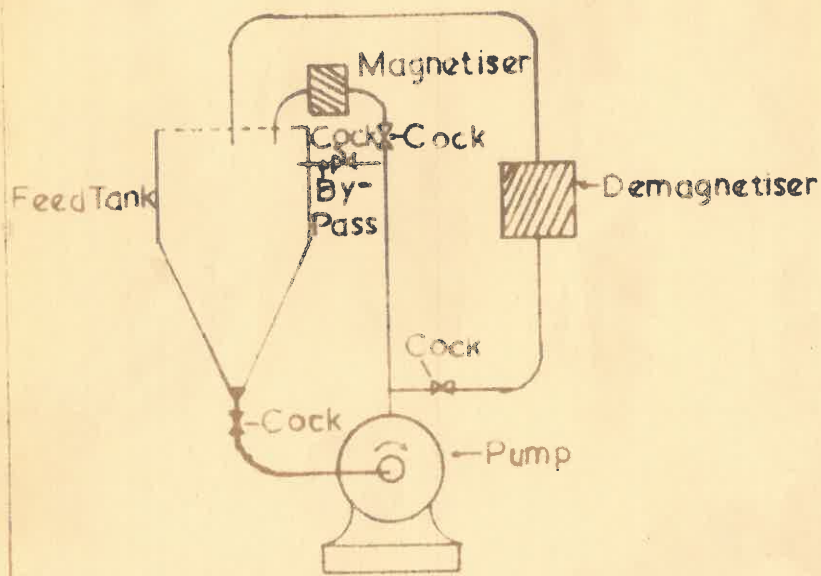 Magnetiser
Cock
Cock
By-
Pass
Feed Tank
Demagnetiser
Cock
Cock
Pump